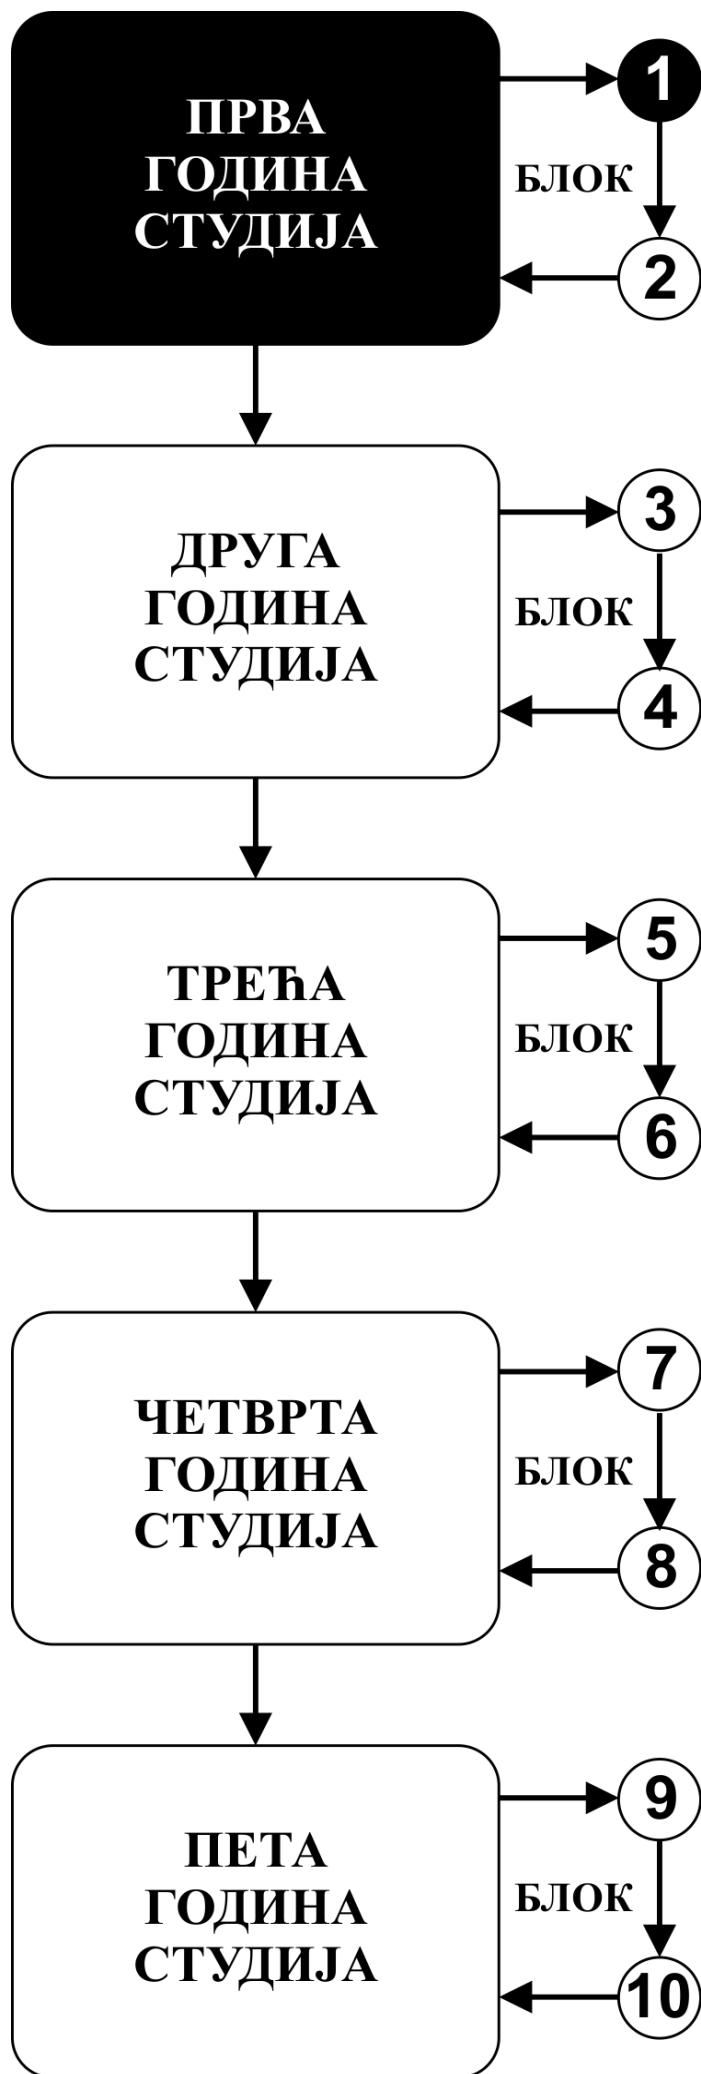 ПРВА
ГОДИНА
СТУДИЈА
1
БЛОК
2
ДРУГА
ГОДИНА
СТУДИЈА
3
БЛОК
4
ТРЕЋА
ГОДИНА
СТУДИЈА
5
БЛОК
6
ЧЕТВРТА
ГОДИНА
СТУДИЈА
7
БЛОК
8
ПЕТА
ГОДИНА
СТУДИЈА
9
БЛОК
10